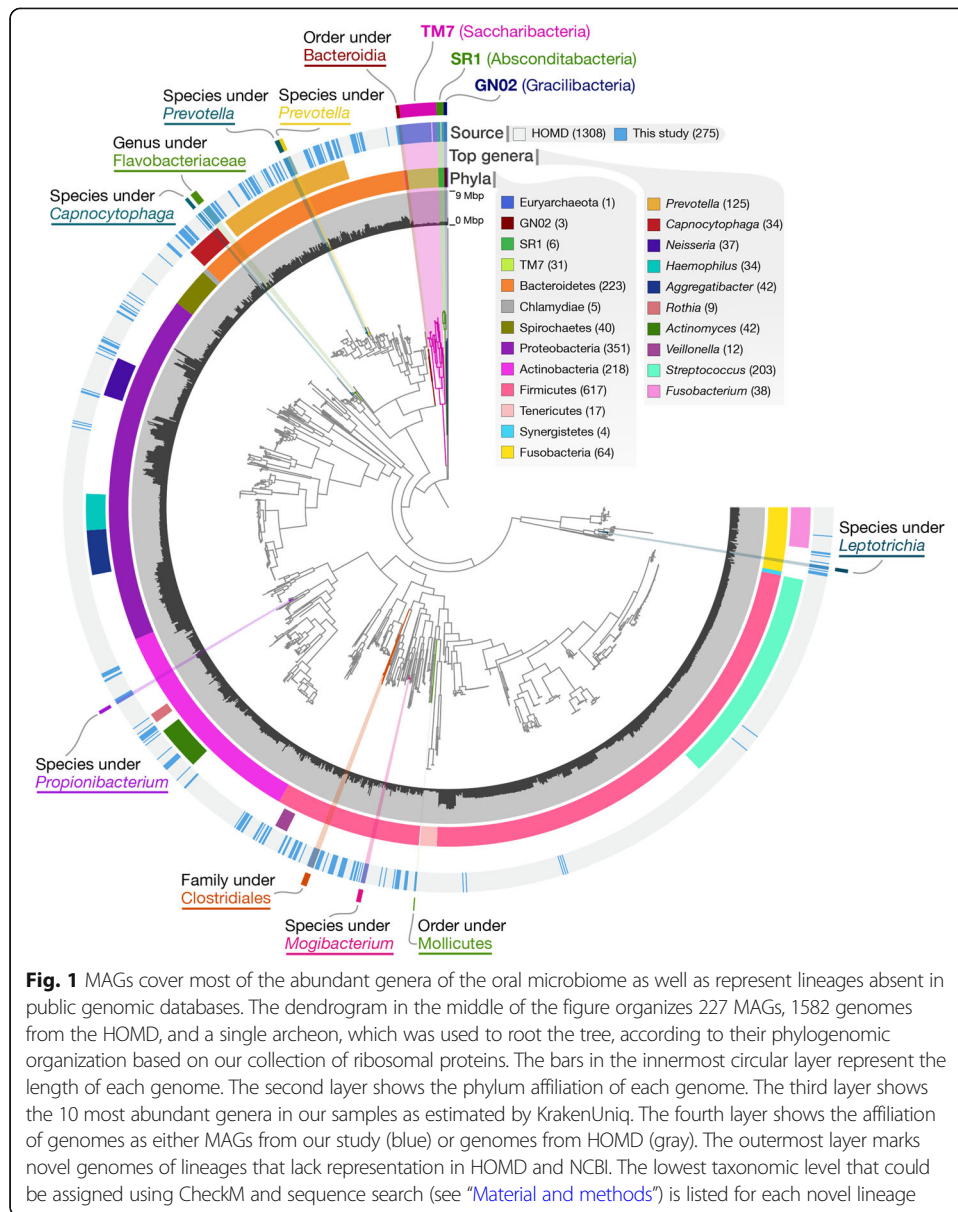 Order under
Bacteroidia
TM7 (Saccharibacteria)
SR1 (Absconditabacteria)
GN02 (Gracilibacteria)
Species under
Prevotella
Species under
Prevotella
Genus under
Flavobacteriaceae
Species under
Capnocytophaga
Source
HOMD (1308)
This study (275)
Top genera
Phyla
9 Mbp
0 Mbp
Euryarchaeota (1)
GN02 (3)
SR1 (6)
TM7 (31)
Bacteroidetes (223)
Chlamydiae (5)
Spirochaetes (40)
Proteobacteria (351)
Actinobacteria (218)
Firmicutes (617)
Tenericutes (17)
Synergistetes (4)
Fusobacteria (64)
Prevotella (125)
Capnocytophaga (34)
Neisseria (37)
Haemophilus (34)
Aggregatibacter (42)
Rothia (9)
Actinomyces (42)
Veillonella (12)
Streptococcus (203)
Fusobacterium (38)
Species under
Leptotrichia
Species under
Propionibacterium
Family under
Clostridiales
Species under
Mogibacterium
Order under
Mollicutes
Fig. 1 MAGs cover most of the abundant genera of the oral microbiome as well as represent lineages absent in
public genomic databases. The dendrogram in the middle of the figure organizes 227 MAGs, 1582 genomes
from the HOMD, and a single archeon, which was used to root the tree, according to their phylogenomic
organization based on our collection of ribosomal proteins. The bars in the innermost circular layer represent the
length of each genome. The second layer shows the phylum affiliation of each genome. The third layer shows
the 10 most abundant genera in our samples as estimated by KrakenUniq. The fourth layer shows the affiliation
of genomes as either MAGs from our study (blue) or genomes from HOMD (gray). The outermost layer marks
novel genomes of lineages that lack representation in HOMD and NCBI. The lowest taxonomic level that could
be assigned using CheckM and sequence search (see “Material and methods”) is listed for each novel lineage